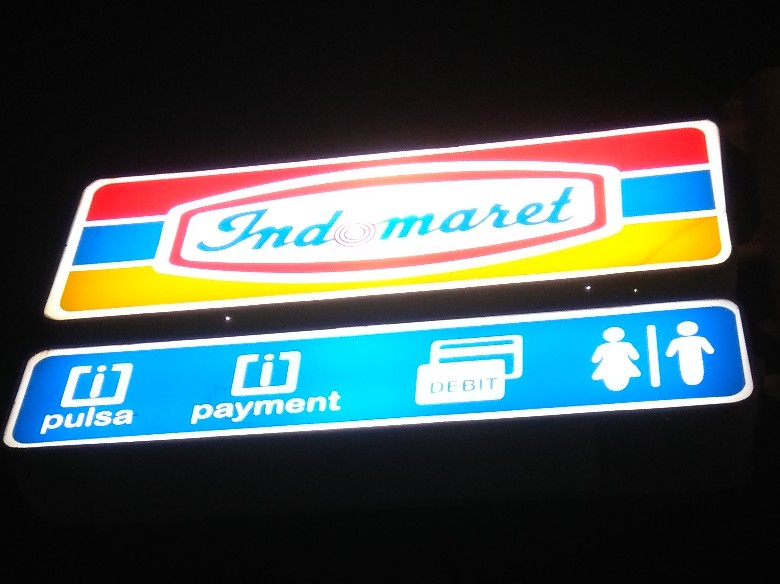 Indomaret
[i] [i]
pulsa payment DEBIT